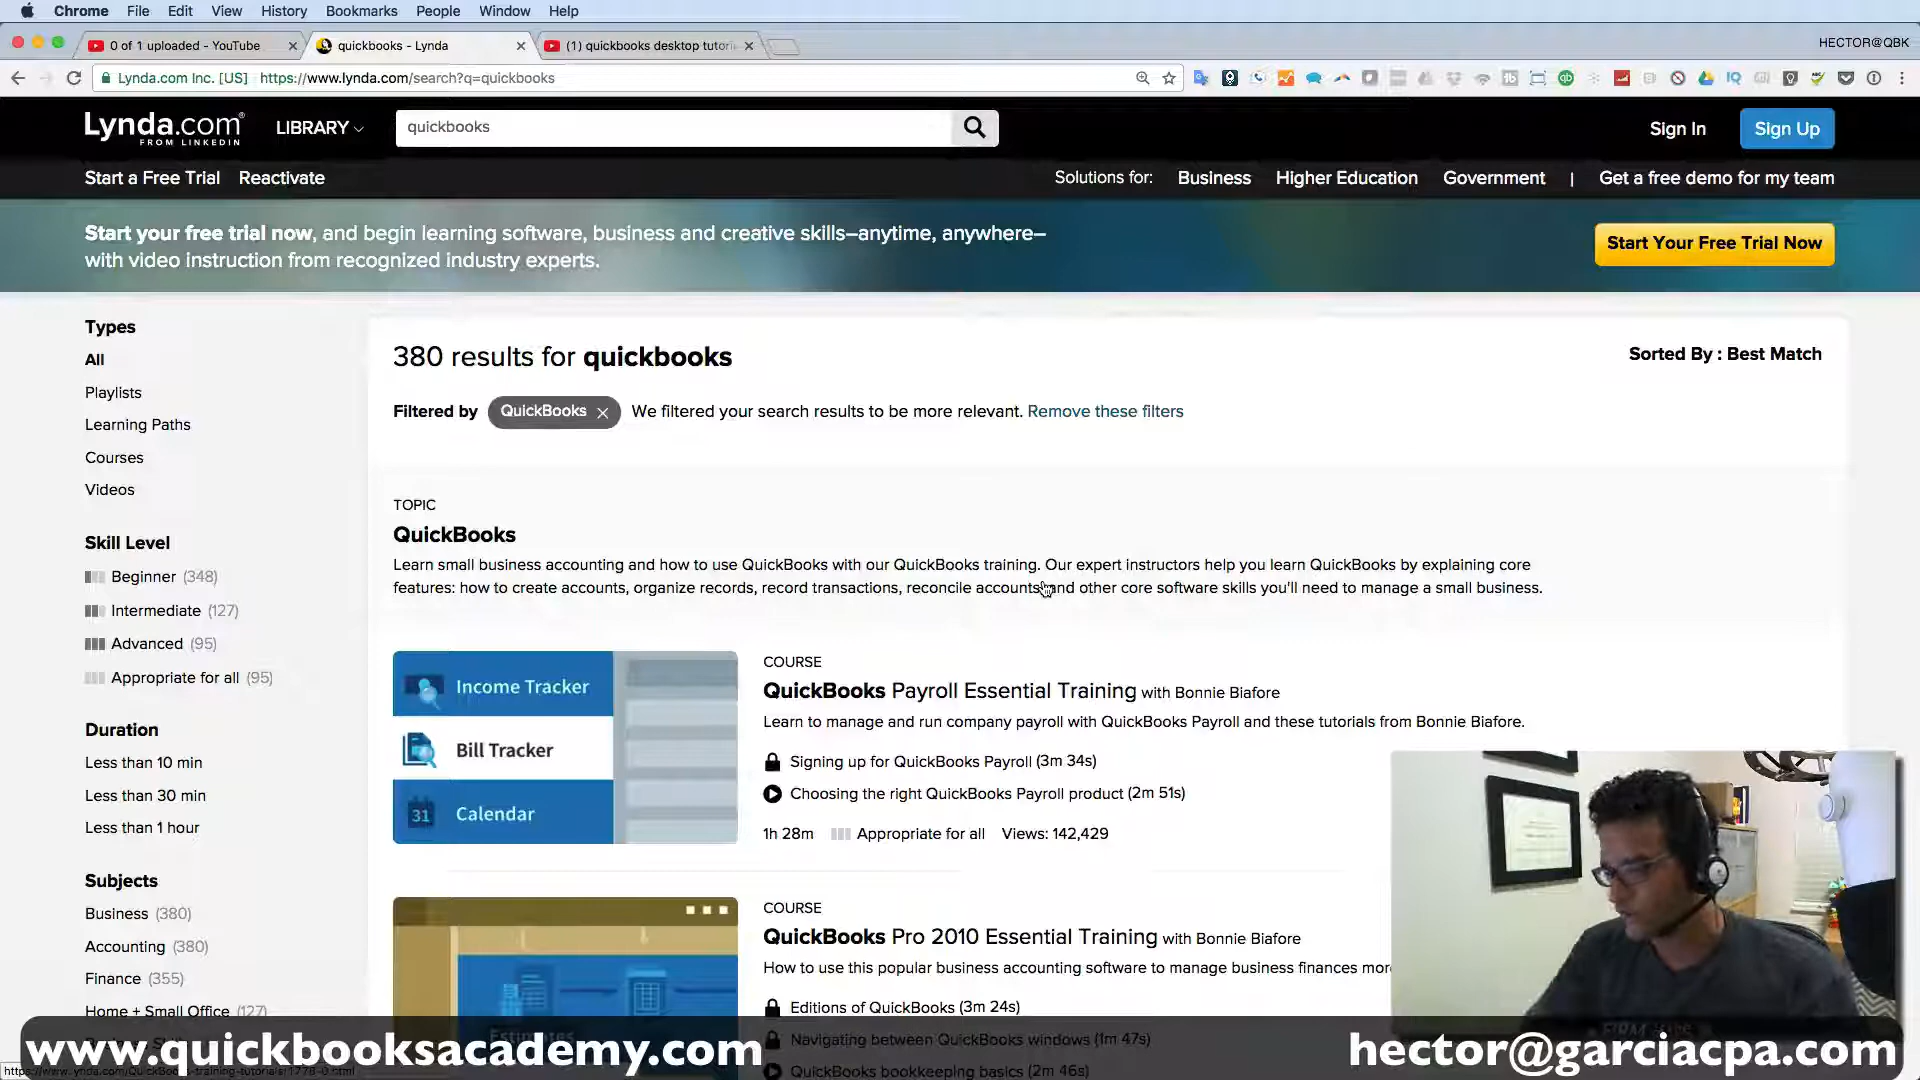 Chrome File Edit View History Bookmarks People Window Help
0 of 1 uploaded - YouTube
quickbooks - Lynda
(1) quickbooks desktop tutori
HECTOR@QBK
Lynda.com Inc. [US] https://www.lynda.com/search?q=quickbooks
Lynda.com
FROM LINKEDIN
LIBRARY
quickbooks
Sign In
Sign Up
Start a Free Trial Reactivate
Solutions for: Business Higher Education Government | Get a free demo for my team
Start your free trial now, and begin learning software, business and creative skills—anytime, anywhere—
with video instruction from recognized industry experts.
Start Your Free Trial Now
Types
All
Playlists
Learning Paths
Courses
Videos
Skill Level
Beginner (348)
Intermediate (127)
Advanced (95)
Appropriate for all (95)
Duration
Less than 10 min
Less than 30 min
Less than 1 hour
Subjects
Business (380)
Accounting (380)
Finance (355)
Home + Small Office (127)
380 results for quickbooks
Sorted By : Best Match
Filtered by QuickBooks We filtered your search results to be more relevant. Remove these filters
TOPIC
QuickBooks
Learn small business accounting and how to use QuickBooks with our QuickBooks training. Our expert instructors help you learn QuickBooks by explaining core
features: how to create accounts, organize records, record transactions, reconcile accounts and other core software skills you'll need to manage a small business.
Income Tracker
Bill Tracker
31 Calendar
COURSE
QuickBooks Payroll Essential Training with Bonnie Biafore
Learn to manage and run company payroll with QuickBooks Payroll and these tutorials from Bonnie Biafore.
Signing up for QuickBooks Payroll (3m 34s)
Choosing the right QuickBooks Payroll product (2m 51s)
1h 28m Appropriate for all Views: 142,429
Estimates
COURSE
QuickBooks Pro 2010 Essential Training with Bonnie Biafore
How to use this popular business accounting software to manage business finances mor
Editions of QuickBooks (3m 24s)
Navigating between QuickBooks windows (1m 47s)
QuickBooks bookkeeping basics (2m 46s)
www.quickbooksacademy.com
hector@garciacpa.com